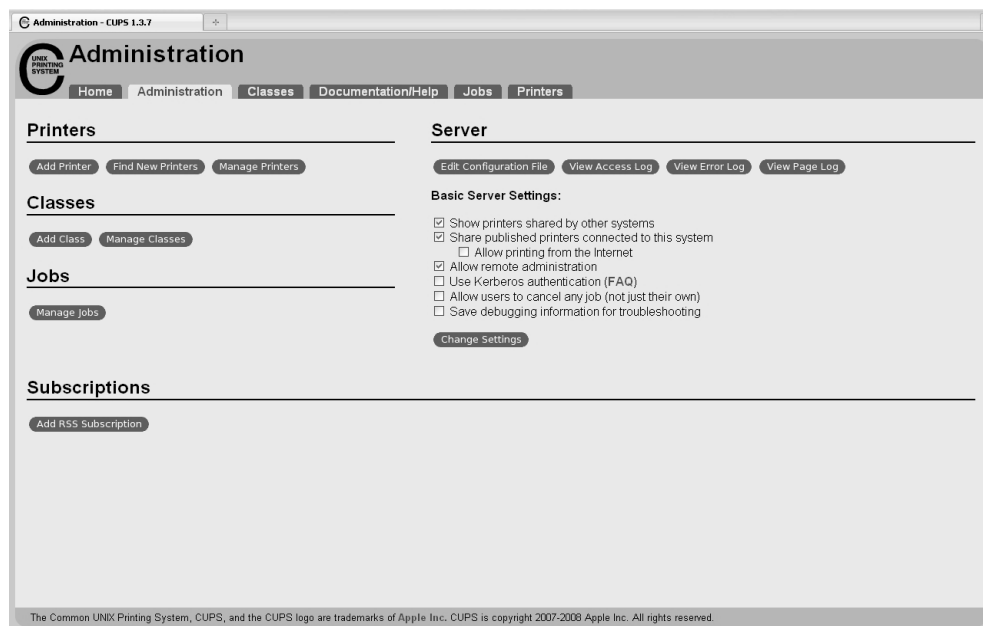 Administration - CUPS 1.3.7
UNIX
PRINTING
SYSTEM
Administration
Home Administration Classes Documentation/Help Jobs Printers
Printers
Add Printer Find New Printers Manage Printers
Classes
Add Class Manage Classes
Jobs
Manage Jobs
Server
Edit Configuration File View Access Log View Error Log View Page Log
Basic Server Settings:
Show printers shared by other systems
Share published printers connected to this system
Allow printing from the Internet
Allow remote administration
Use Kerberos authentication (FAQ)
Allow users to cancel any job (not just their own)
Save debugging information for troubleshooting
Change Settings
Subscriptions
Add RSS Subscription
The Common UNIX Printing System, CUPS, and the CUPS logo are trademarks of Apple Inc. CUPS is copyright 2007-2008 Apple Inc. All rights reserved.